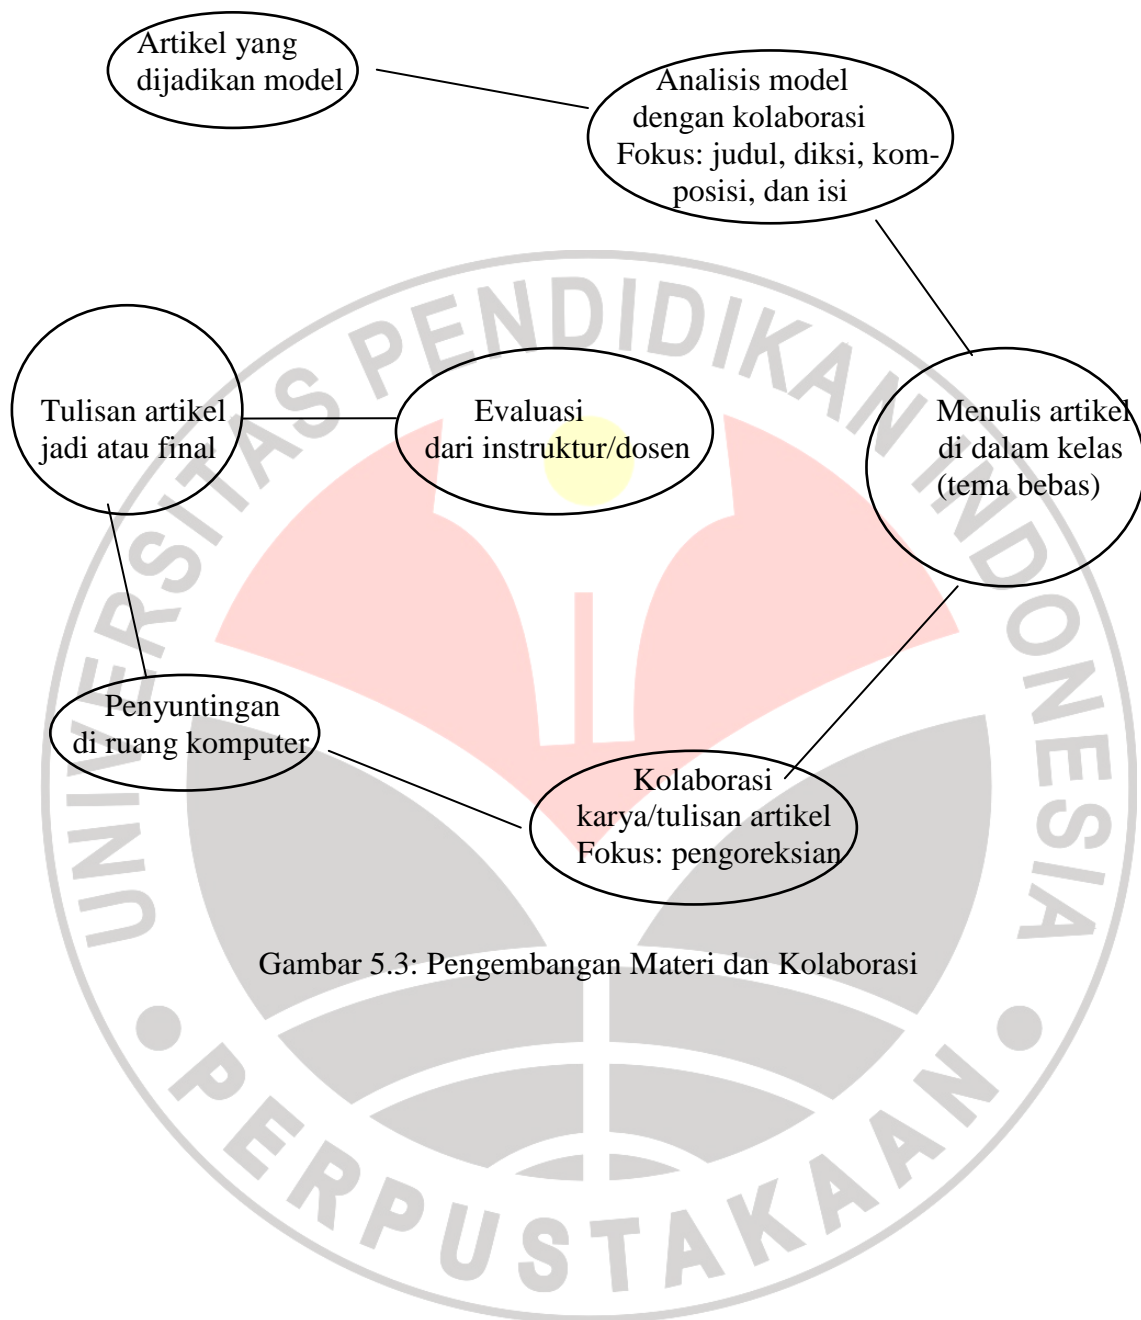 Artikel yang
dijadikan model
Analisis model
dengan kolaborasi
Fokus: judul, diksi, kom-
posisi, dan isi
Menulis artikel
di dalam kelas
(tema bebas)
Kolaborasi
karya/tulisan artikel
Fokus: pengoreksian
Penyuntingan
di ruang komputer
Tulisan artikel
jadi atau final
Evaluasi
dari instruktur/dosen
Gambar 5.3: Pengembangan Materi dan Kolaborasi
UNIVERSITAS PENDIDIKAN INDONESIA
PERPUSTAKAAN